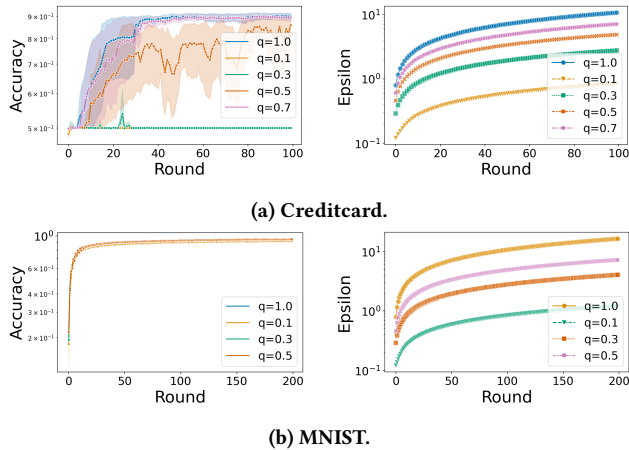 9 × 10⁻¹
8 × 10⁻¹
7 × 10⁻¹
6 × 10⁻¹
5 × 10⁻¹
Accuracy
0 20 40 60 80 100
Round
q=1.0
q=0.1
q=0.3
q=0.5
q=0.7
10¹
10⁰
10⁻¹
Epsilon
0 20 40 60 80 100
Round
q=1.0
q=0.1
q=0.3
q=0.5
q=0.7
(a) Creditcard.
10⁰
6 × 10⁻¹
4 × 10⁻¹
3 × 10⁻¹
2 × 10⁻¹
Accuracy
0 50 100 150 200
Round
q=1.0
q=0.1
q=0.3
q=0.5
10¹
10⁰
10⁻¹
Epsilon
0 50 100 150 200
Round
q=1.0
q=0.1
q=0.3
q=0.5
(b) MNIST.